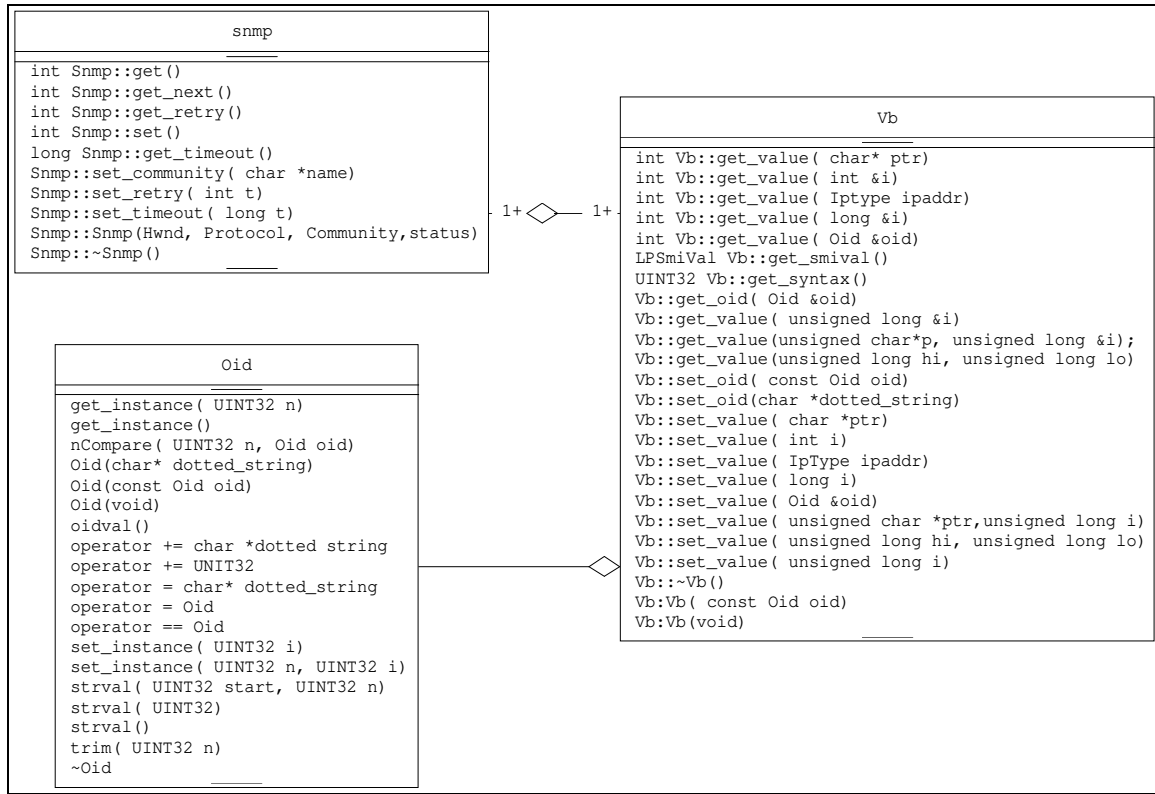 snmp
int Snmp::get()
int Snmp::get_next()
int Snmp::get_retry()
int Snmp::set()
long Snmp::get_timeout()
Snmp::set_community( char *name)
Snmp::set_retry( int t)
Snmp::set_timeout( long t)
Snmp::Snmp(Hwnd, Protocol, Community,status)
Snmp::~Snmp()
1+
1+
Vb
int Vb::get_value( char* ptr)
int Vb::get_value( int &i)
int Vb::get_value( Iptype ipaddr)
int Vb::get_value( long &i)
int Vb::get_value( Oid &oid)
LPSmiVal Vb::get_smival()
UINT32 Vb::get_syntax()
Vb::get_oid( Oid &oid)
Vb::get_value( unsigned long &i)
Vb::get_value(unsigned char*p, unsigned long &i);
Vb::get_value(unsigned long hi, unsigned long lo)
Vb::set_oid( const Oid oid)
Vb::set_oid(char *dotted_string)
Vb::set_value( char *ptr)
Vb::set_value( int i)
Vb::set_value( IpType ipaddr)
Vb::set_value( long i)
Vb::set_value( Oid &oid)
Vb::set_value( unsigned char *ptr,unsigned long i)
Vb::set_value( unsigned long hi, unsigned long lo)
Vb::set_value( unsigned long i)
Vb::~Vb()
Vb:Vb( const Oid oid)
Vb:Vb(void)
Oid
get_instance( UINT32 n)
get_instance()
nCompare( UINT32 n, Oid oid)
Oid(char* dotted_string)
Oid(const Oid oid)
Oid(void)
oidval()
operator += char *dotted string
operator += UNIT32
operator = char* dotted_string
operator = Oid
operator == Oid
set_instance( UINT32 i)
set_instance( UINT32 n, UINT32 i)
strval( UINT32 start, UINT32 n)
strval( UINT32)
strval()
trim( UINT32 n)
~Oid